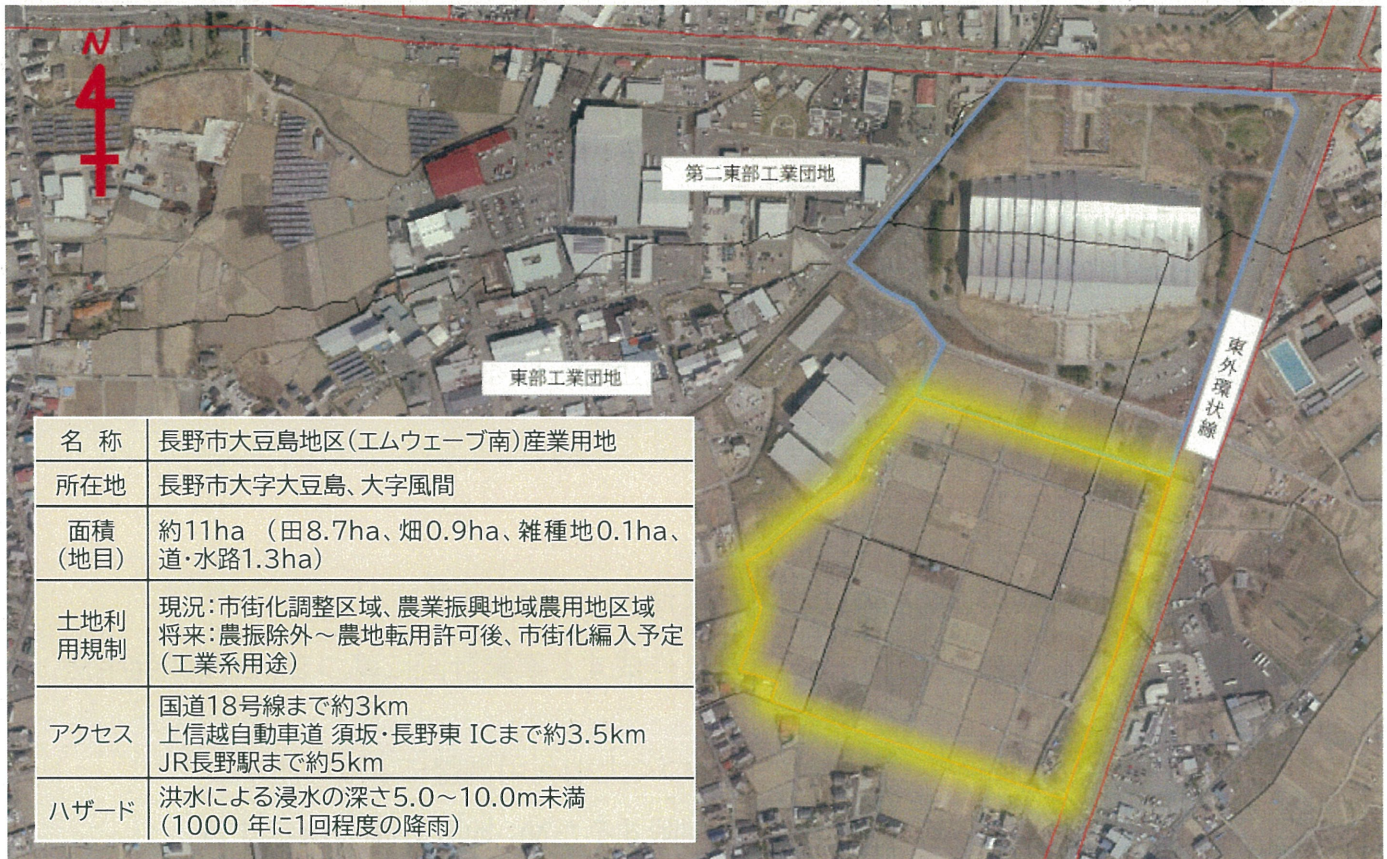 N
第二東部工業団地
東部工業団地
東外環状線
名 称 長野市大豆島地区(エムウェーブ南)産業用地
所在地 長野市大字大豆島、大字風間
面積
(地目)
約11ha (田8.7ha、畑0.9ha、雑種地0.1ha、
道・水路1.3ha)
土地利
用規制
現況:市街化調整区域、農業振興地域農用地区域
将来:農振除外~農地転用許可後、市街化編入予定
(工業系用途)
アクセス
国道18号線まで約3km
上信越自動車道 須坂・長野東 ICまで約3.5km
JR長野駅まで約5km
ハザード
洪水による浸水の深さ5.0~10.0m未満
(1000 年に1回程度の降雨)